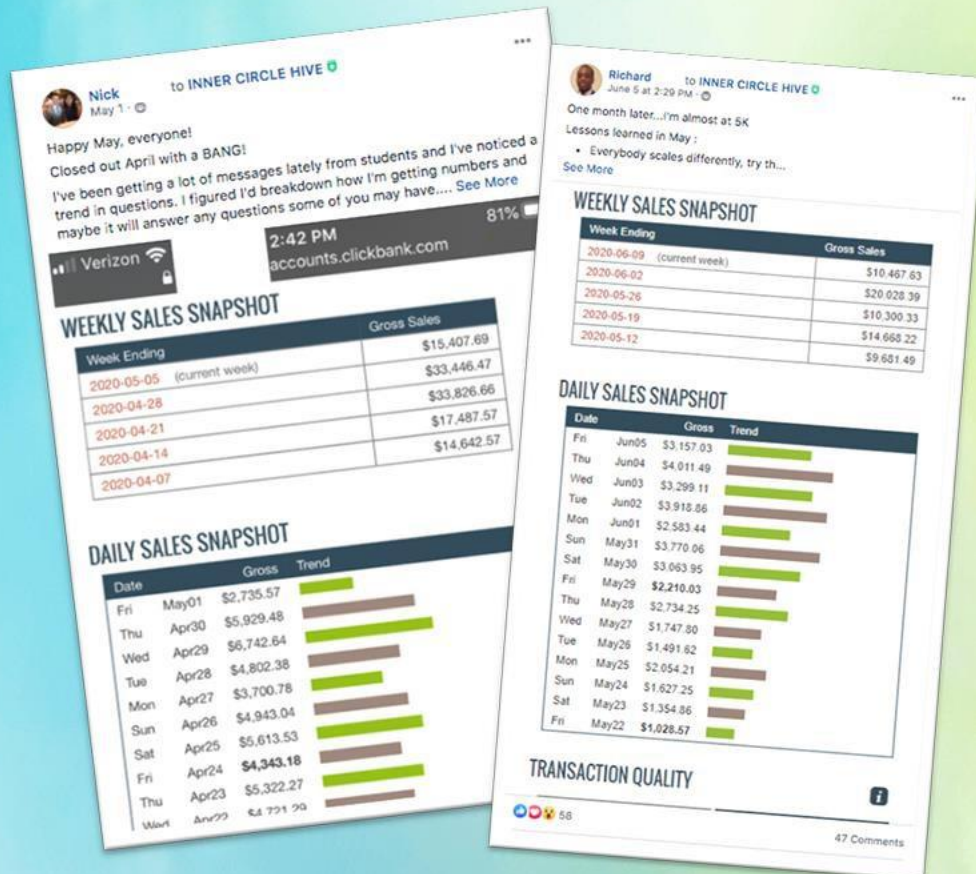 Nick to INNER CIRCLE HIVE
May 1 ·
Happy May, everyone!
Closed out April with a BANG!
I've been getting a lot of messages lately from students and I've noticed a
trend in questions. I figured I'd breakdown how I'm getting numbers and
maybe it will answer any questions some of you may have.... See More
Verizon 2:42 PM 81%
accounts.clickbank.com
WEEKLY SALES SNAPSHOT
Week Ending Gross Sales
2020-05-05 (current week) $15,407.69
2020-04-28 $33,446.47
2020-04-21 $33,826.66
2020-04-14 $17,487.57
2020-04-07 $14,642.57
DAILY SALES SNAPSHOT
Date Gross Trend
Fri May01 $2,735.57
Thu Apr30 $5,929.48
Wed Apr29 $6,742.64
Tue Apr28 $4,802.38
Mon Apr27 $3,700.78
Sun Apr26 $4,943.04
Sat Apr25 $5,613.53
Fri Apr24 $4,343.18
Thu Apr23 $5,322.27
Wed Apr22 $4,721.29
Richard to INNER CIRCLE HIVE
June 5 at 2:29 PM ·
One month later...I'm almost at 5K
Lessons learned in May :
• Everybody scales differently, try th...
See More
WEEKLY SALES SNAPSHOT
Week Ending Gross Sales
2020-06-09 (current week) $10,467.63
2020-06-02 $20,028.39
2020-05-26 $10,300.33
2020-05-19 $14,668.22
2020-05-12 $9,681.49
DAILY SALES SNAPSHOT
Date Gross Trend
Fri Jun05 $3,157.03
Thu Jun04 $4,011.49
Wed Jun03 $3,299.11
Tue Jun02 $3,918.86
Mon Jun01 $2,583.44
Sun May31 $3,770.06
Sat May30 $3,063.95
Fri May29 $2,210.03
Thu May28 $2,734.25
Wed May27 $1,747.80
Tue May26 $1,491.62
Mon May25 $2,054.21
Sun May24 $1,627.25
Sat May23 $1,354.86
Fri May22 $1,028.57
TRANSACTION QUALITY
58 47 Comments